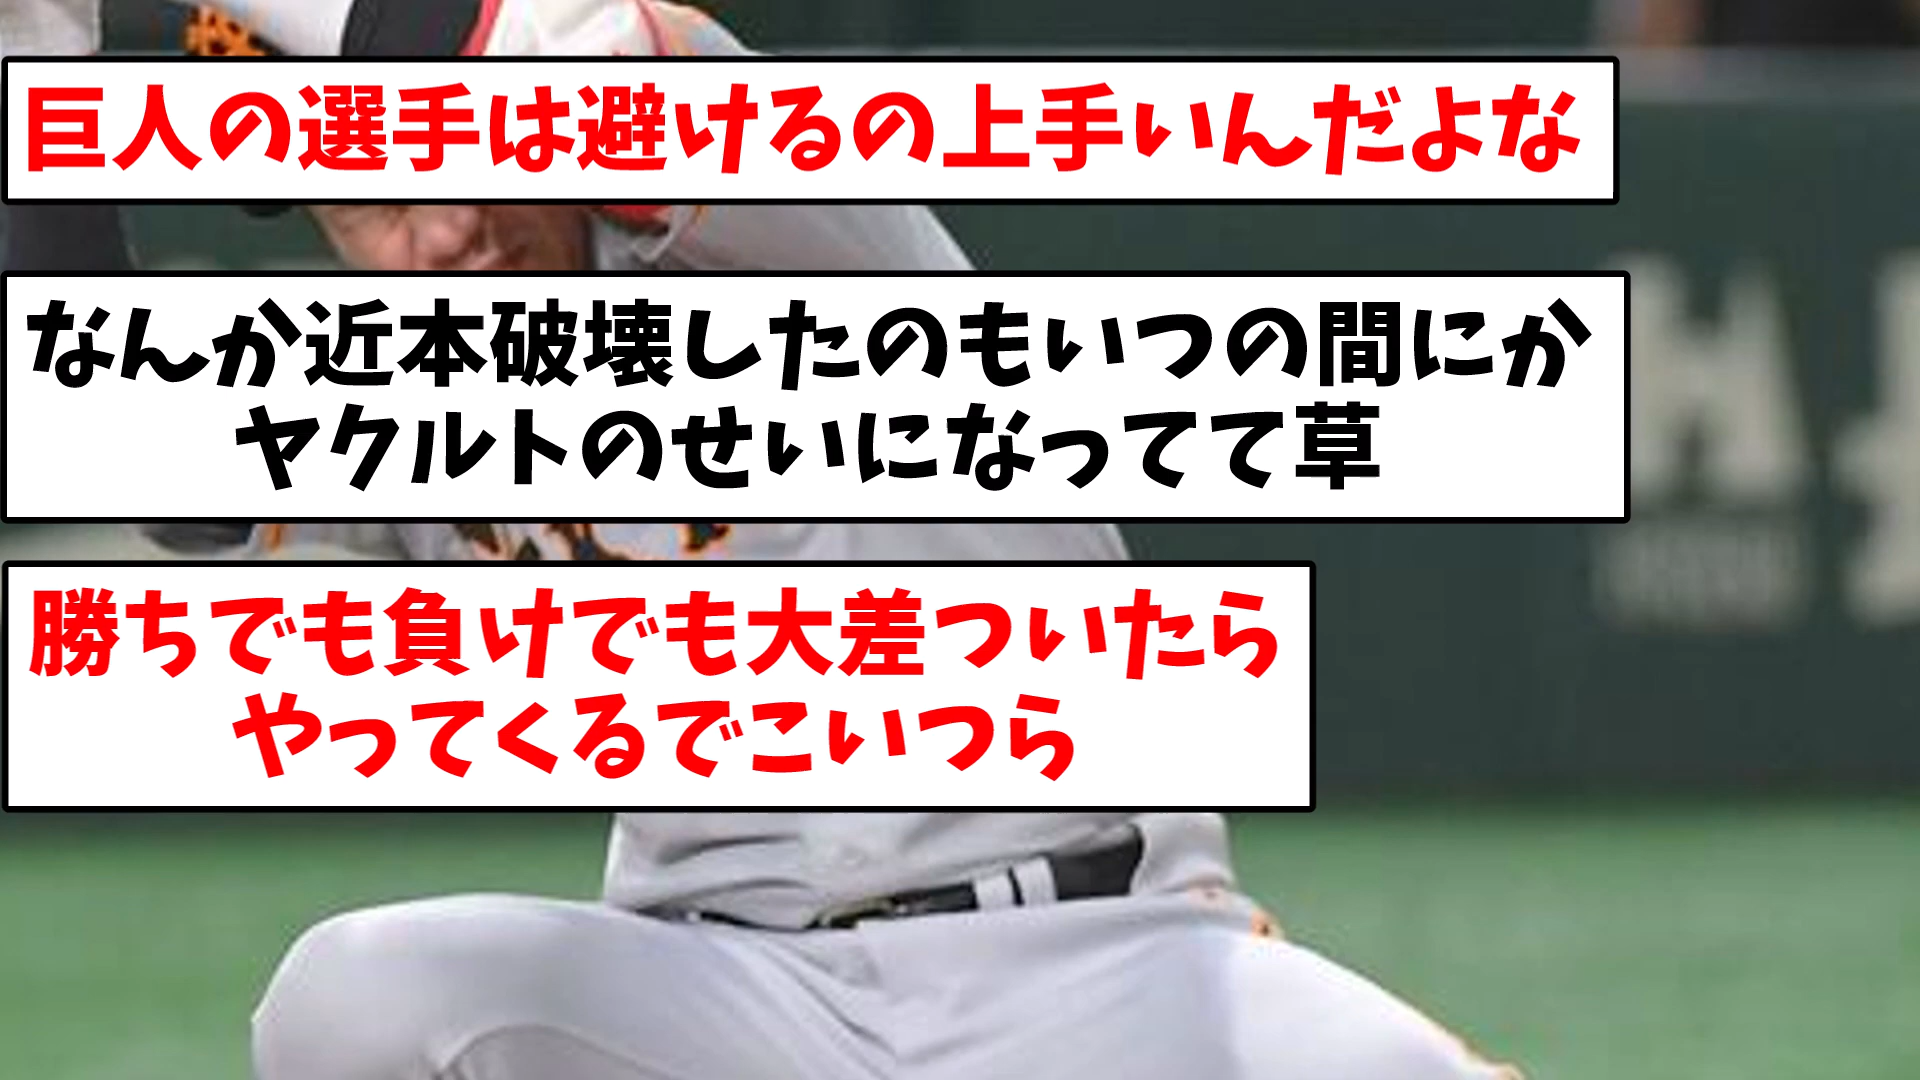 巨人の選手は避けるの上手いんだよな
なんか近本破壊したのもいつの間にか
ヤクルトのせいになってて草
勝ちでも負けでも大差ついたら
やってくるでこいつら